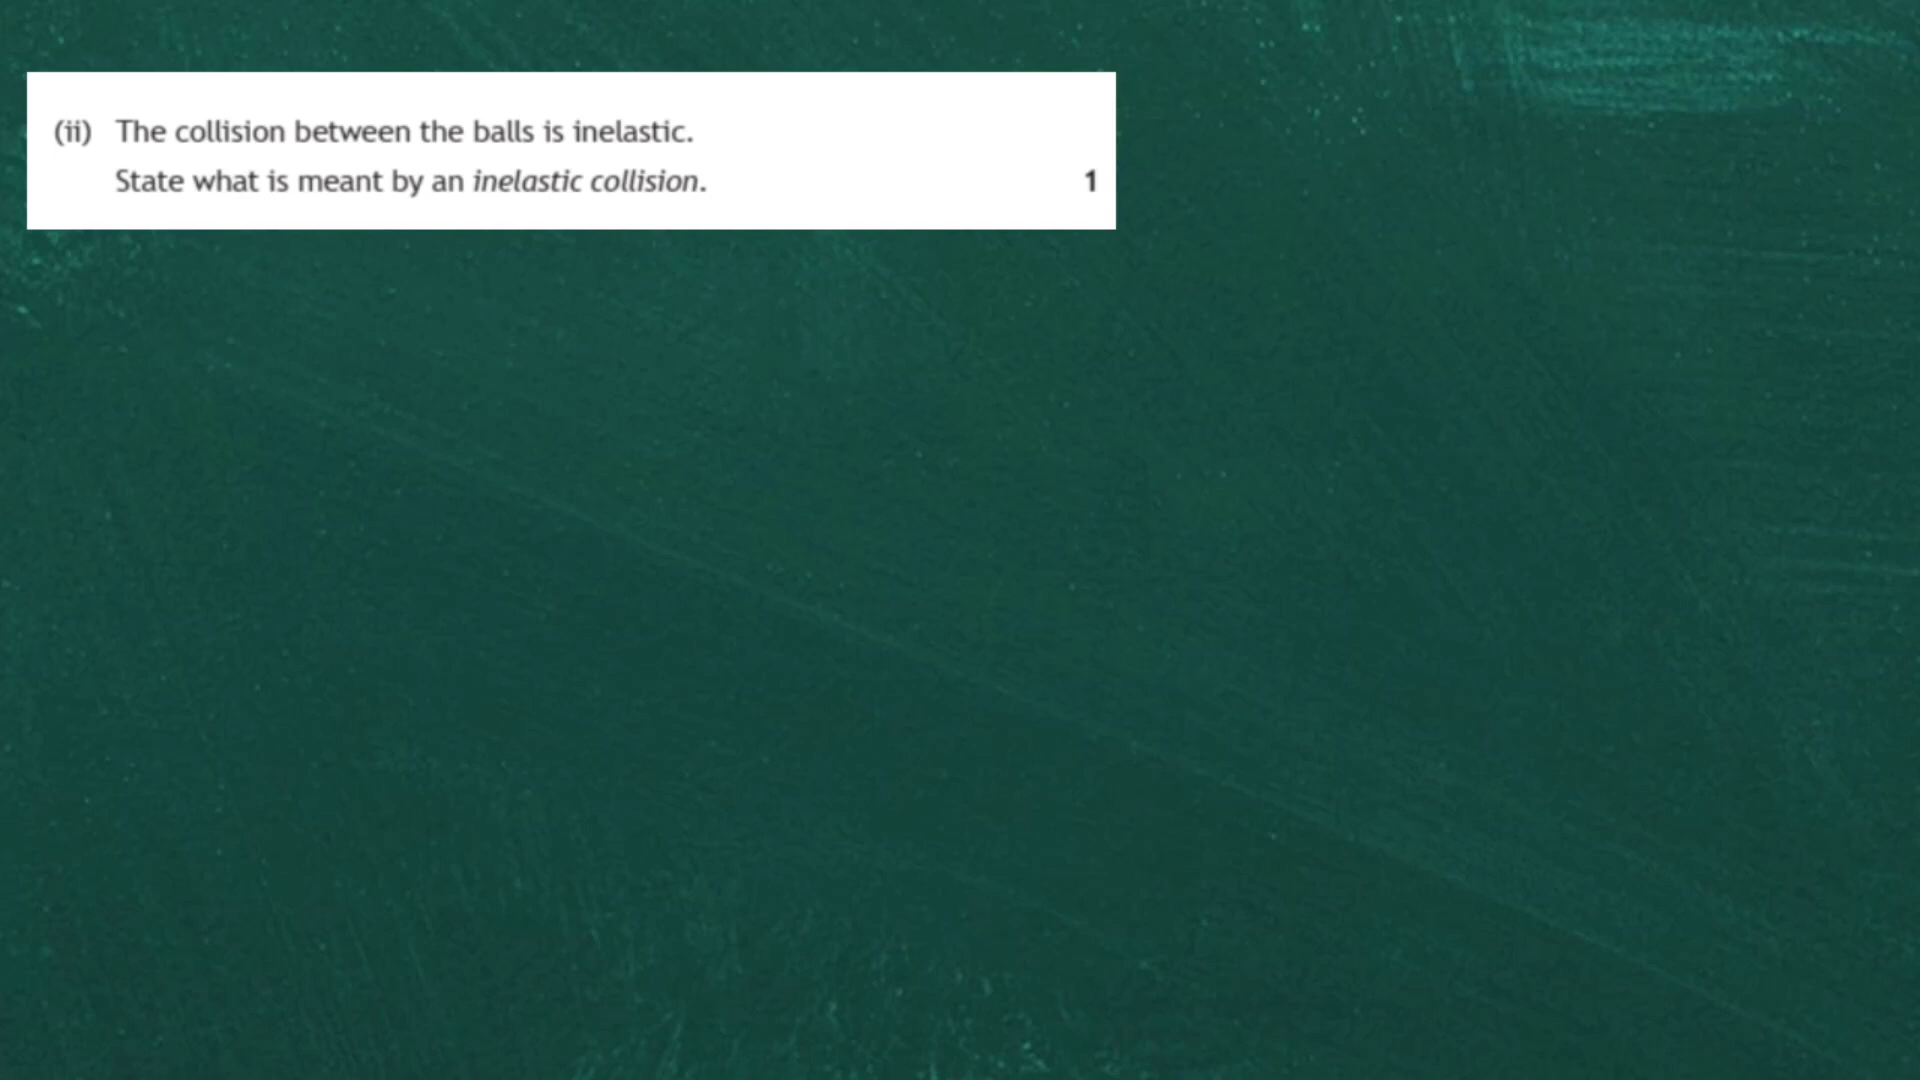 (ii) The collision between the balls is inelastic.
State what is meant by an inelastic collision. 1